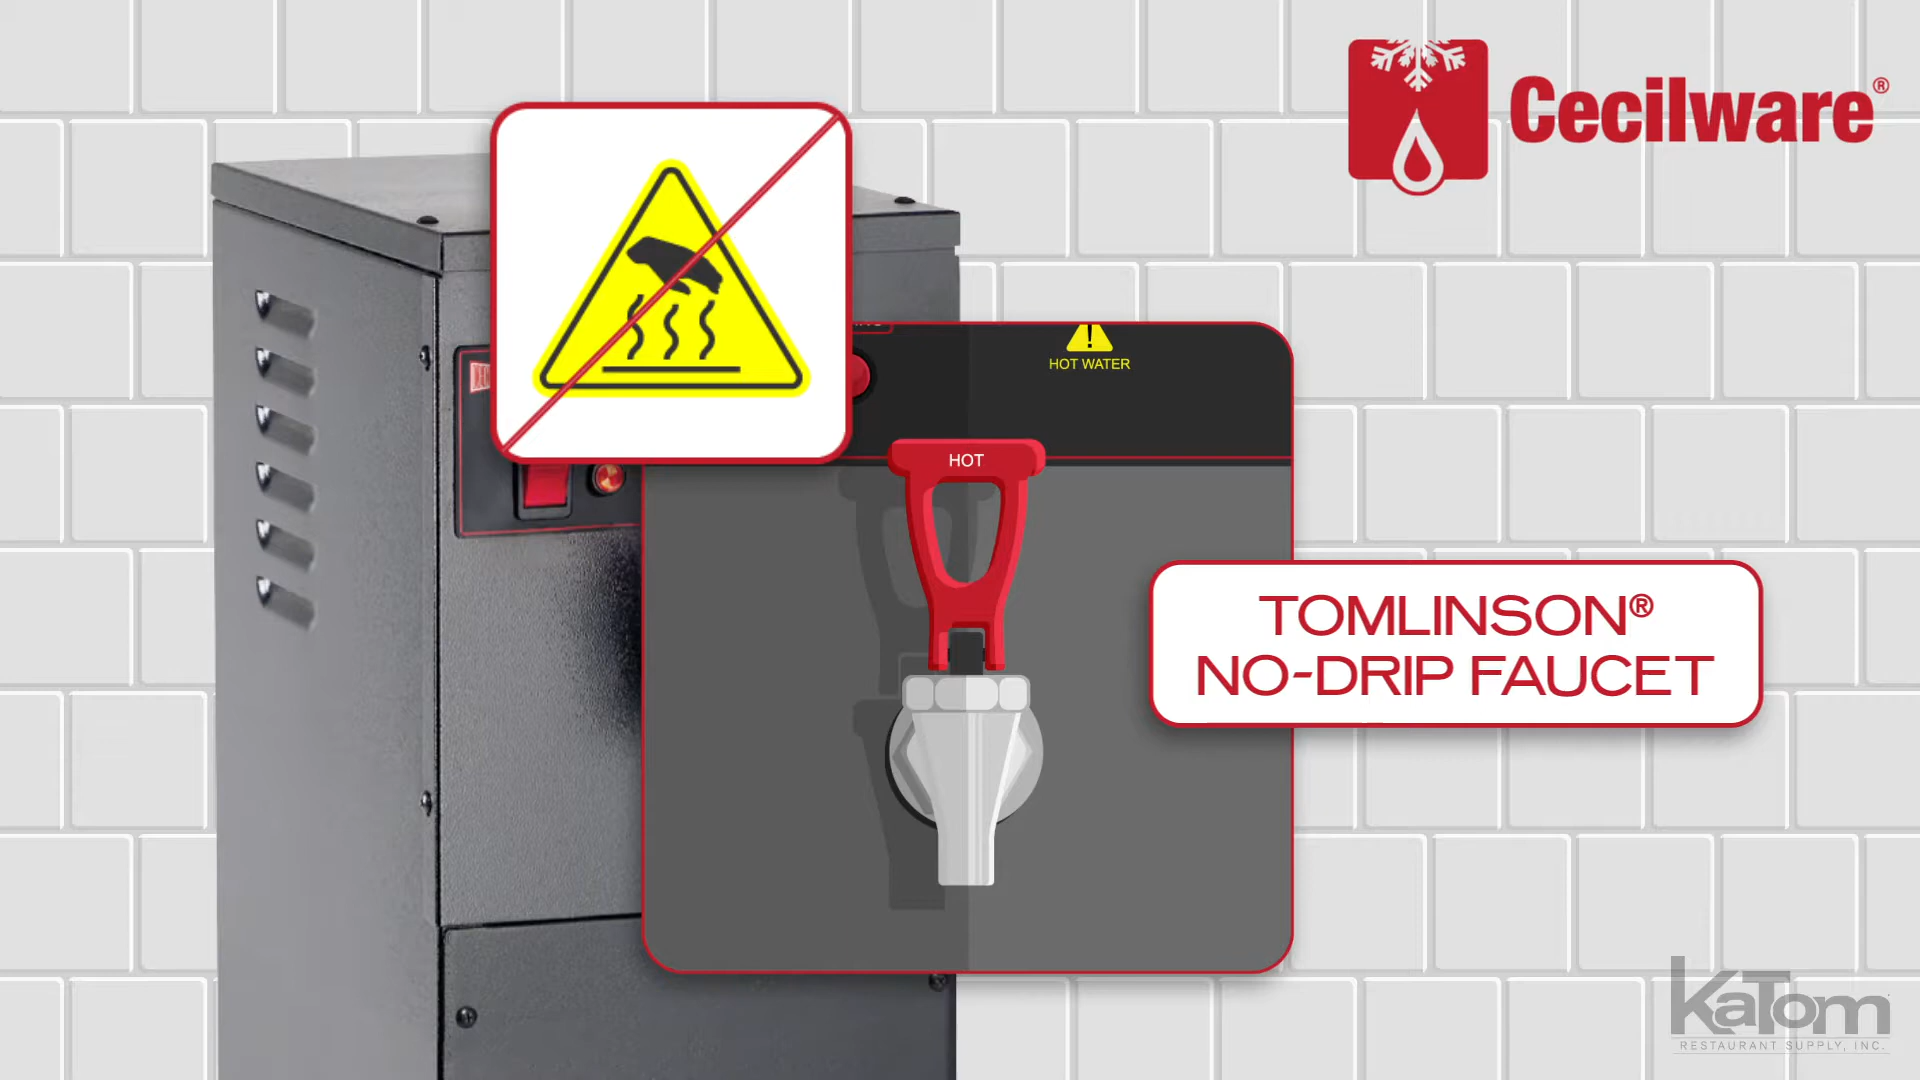 Cecilware®
HOT WATER
HOT
TOMLINSON®
NO-DRIP FAUCET
KaTom
RESTAURANT SUPPLY, INC.